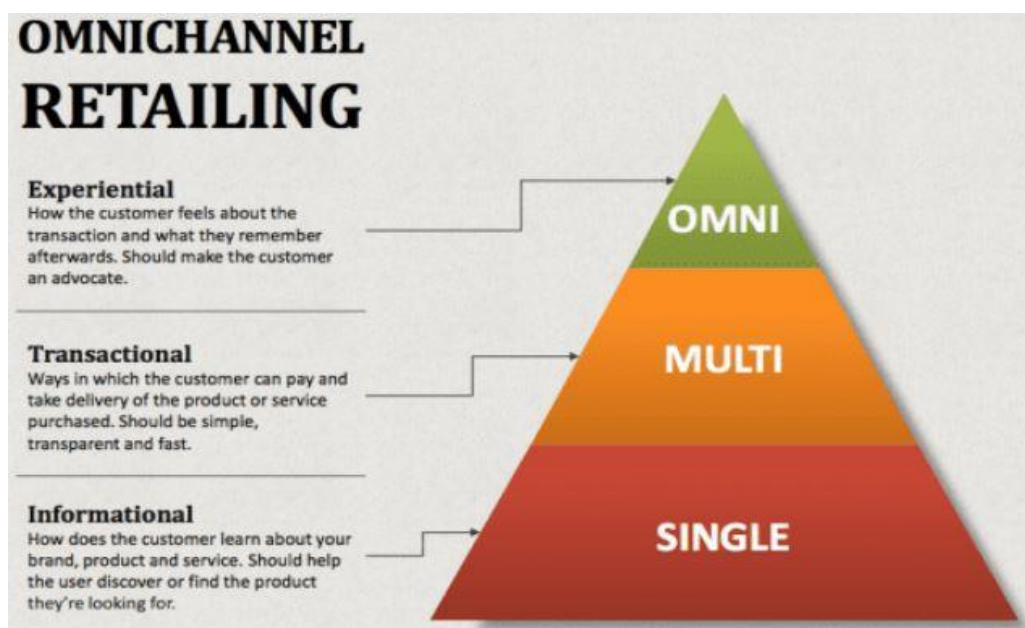 OMNICHANNEL
RETAILING
Experiential
How the customer feels about the
transaction and what they remember
afterwards. Should make the customer
an advocate.
OMNI
Transactional
Ways in which the customer can pay and
take delivery of the product or service
purchased. Should be simple,
transparent and fast.
MULTI
Informational
How does the customer learn about your
brand, product and service. Should help
the user discover or find the product
they're looking for.
SINGLE